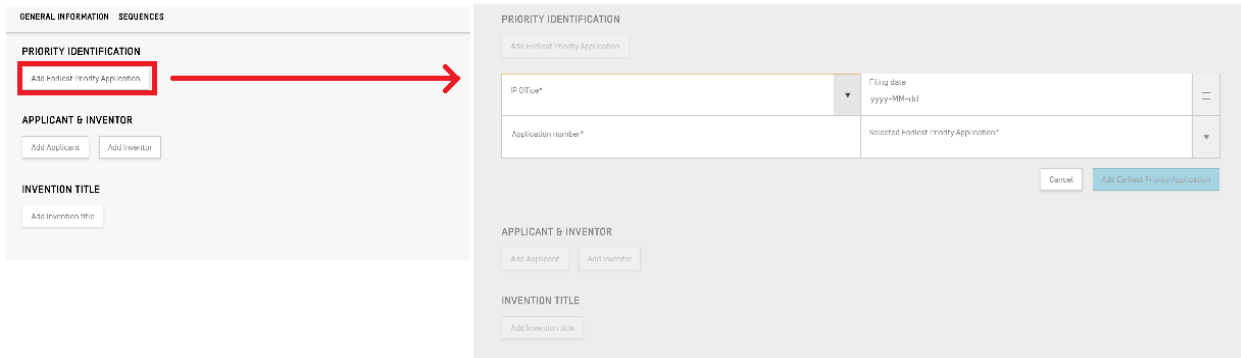 GENERAL INFORMATION SEQUENCES
PRIORITY IDENTIFICATION
Add Earliest Priority Application
APPLICANT & INVENTOR
Add Applicant Add Inventor
INVENTION TITLE
Add Invention title
PRIORITY IDENTIFICATION
Add Earliest Priority Application
IP Office*
Filing date
yyyy-MM-dd
Application number*
Selected Earliest Priority Application*
Cancel Add Earliest Priority Application
APPLICANT & INVENTOR
Add Applicant Add Inventor
INVENTION TITLE
Add Invention title